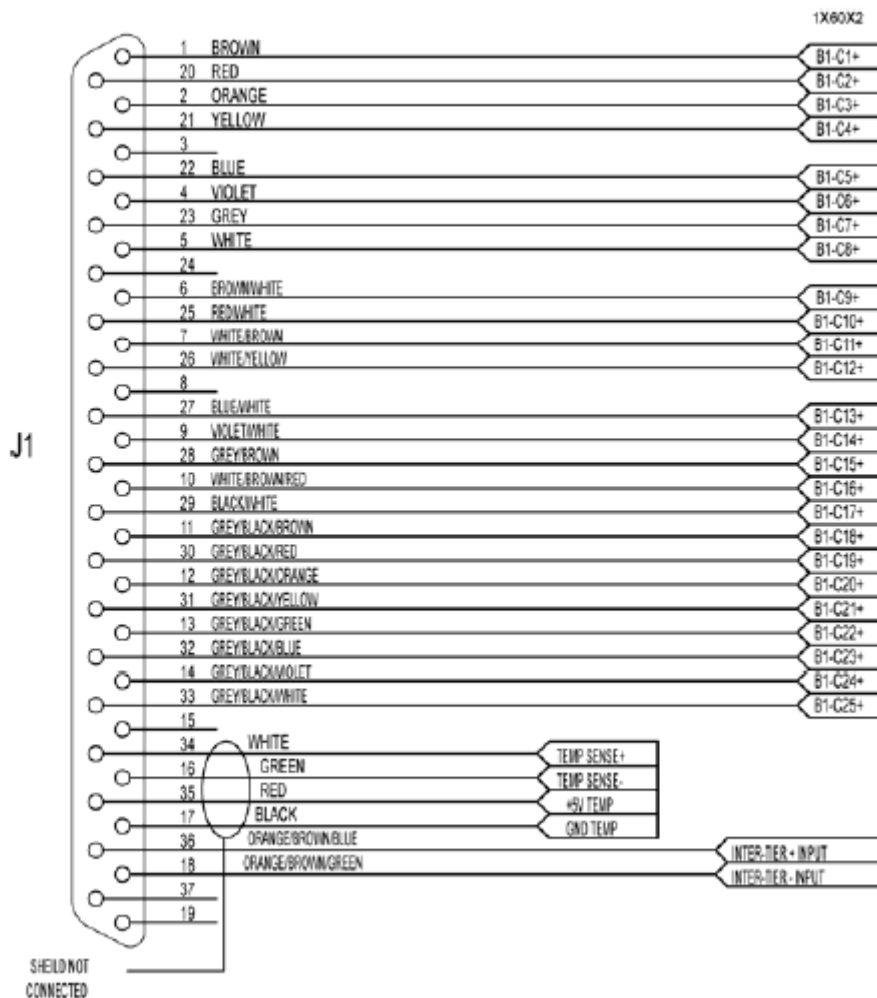 1X60X2
1 BROWN B1-C1+
20 RED B1-C2+
2 ORANGE B1-C3+
21 YELLOW B1-C4+
3
22 BLUE B1-C5+
4 VIOLET B1-C6+
23 GREY B1-C7+
5 WHITE B1-C8+
24
6 BROWN/WHITE B1-C9+
25 RED/WHITE B1-C10+
7 WHITE/BROWN B1-C11+
26 WHITE/YELLOW B1-C12+
8
27 BLUE/WHITE B1-C13+
9 VIOLET/WHITE B1-C14+
J1
28 GREY/BROWN B1-C15+
10 WHITE/BROWN/RED B1-C16+
29 BLACK/WHITE B1-C17+
11 GREY/BLACK/BROWN B1-C18+
30 GREY/BLACK/RED B1-C19+
12 GREY/BLACK/ORANGE B1-C20+
31 GREY/BLACK/YELLOW B1-C21+
13 GREY/BLACK/GREEN B1-C22+
32 GREY/BLACK/BLUE B1-C23+
14 GREY/BLACK/VIOLET B1-C24+
33 GREY/BLACK/WHITE B1-C25+
15
34 WHITE TEMP SENSE+
16 GREEN TEMP SENSE-
35 RED +5V TEMP
17 BLACK GND TEMP
36 ORANGE/BROWN/BLUE INTER-TIER + INPUT
18 ORANGE/BROWN/GREEN INTER-TIER - INPUT
37
19
SHEILD NOT
CONNECTED